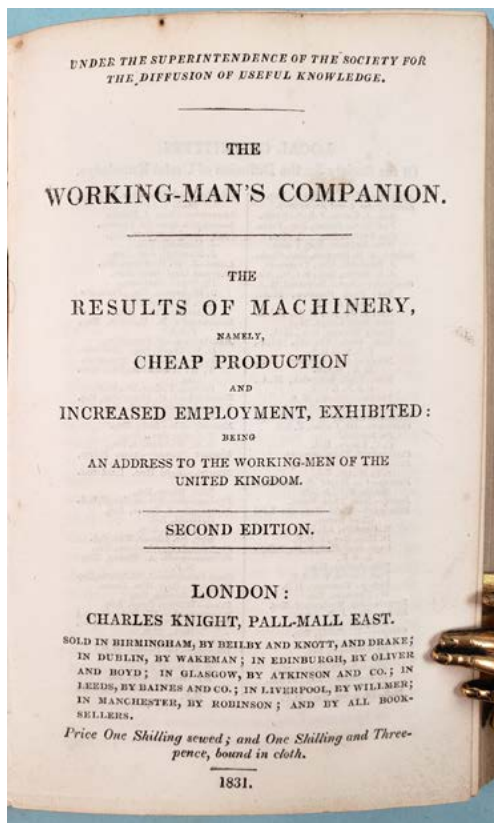 UNDER THE SUPERINTENDENCE OF THE SOCIETY FOR
THE DIFFUSION OF USEFUL KNOWLEDGE.
THE
WORKING-MAN'S COMPANION.
THE
RESULTS OF MACHINERY,
NAMELY,
CHEAP PRODUCTION
AND
INCREASED EMPLOYMENT, EXHIBITED:
BEING
AN ADDRESS TO THE WORKING-MEN OF THE
UNITED KINGDOM.
SECOND EDITION.
LONDON:
CHARLES KNIGHT, PALL-MALL EAST.
SOLD IN BIRMINGHAM, BY BEILBY AND KNOTT, AND DRAKE;
IN DUBLIN, BY WAKEMAN; IN EDINBURGH, BY OLIVER
AND BOYD; IN GLASGOW, BY ATKINSON AND CO.; IN
LEEDS, BY BAINES AND CO.; IN LIVERPOOL, BY WILLMER;
IN MANCHESTER, BY ROBINSON; AND BY ALL BOOK-
SELLERS.
Price One Shilling sewed; and One Shilling and Three-
pence, bound in cloth.
1831.